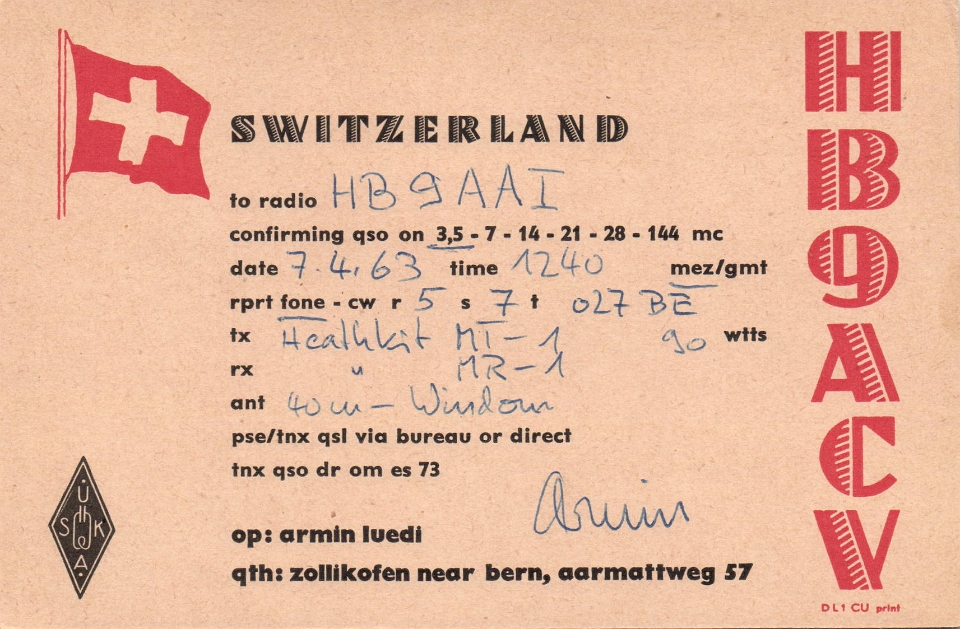 SWITZERLAND
to radio HB9AAI
confirming qso on 3,5 - 7 - 14 - 21 - 28 - 144 mc
date 7.4.63 time 1240 mez/gmt
rprt fone - cw r 5 s 7 t 027 BE
tx Heathkit MT-1 90 wtts
rx " MR-1
ant 40m - Windom
pse/tnx qsl via bureau or direct
tnx qso dr om es 73
Armin
op: armin luedi
qth: zollikofen near bern, aarmattweg 57
HB9ACV
DL1CU print
Ü
S K
A